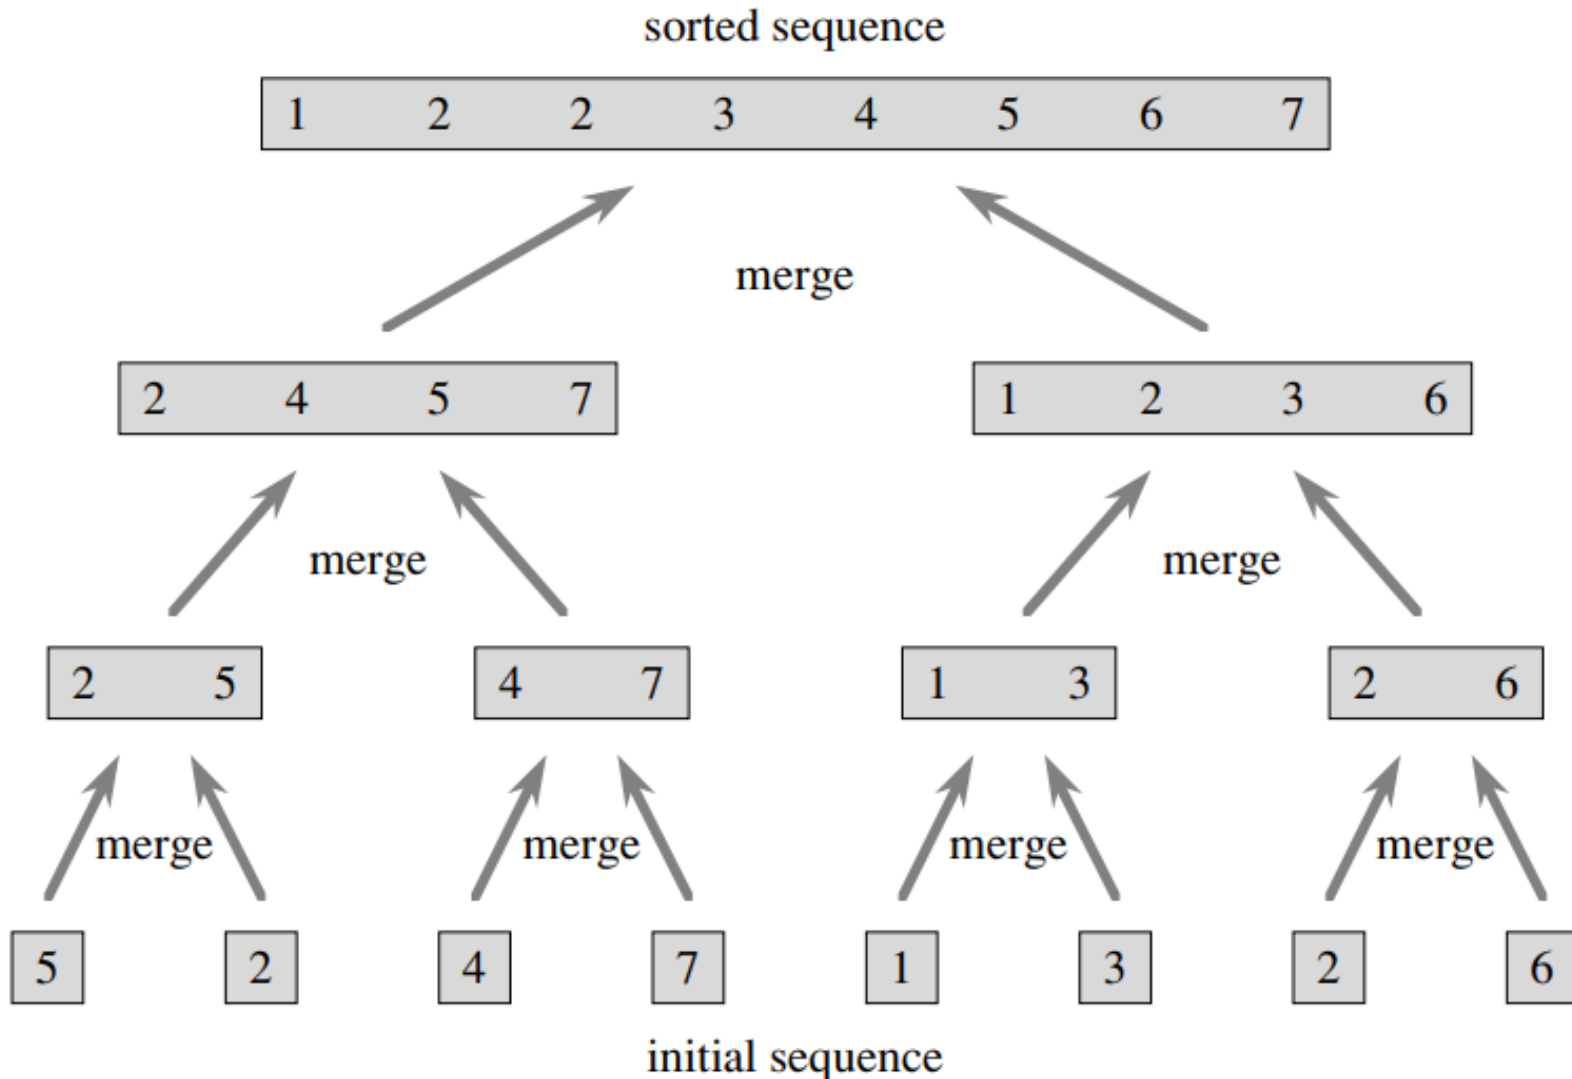 sorted sequence
1 2 2 3 4 5 6 7
merge
2 4 5 7 1 2 3 6
merge merge
2 5 4 7 1 3 2 6
merge merge merge merge
5 2 4 7 1 3 2 6
initial sequence